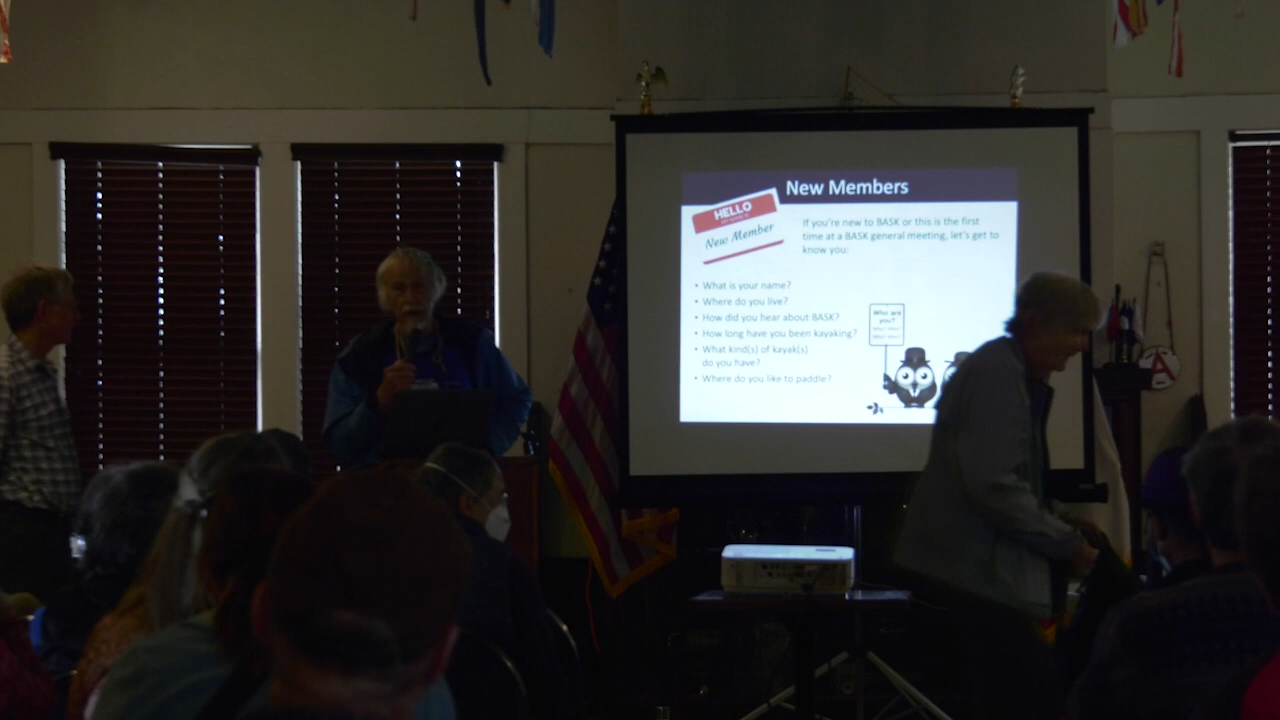 New Members
HELLO
MY NAME IS
New Member
If you're new to BASK or this is the first
time at a BASK general meeting, let's get to
know you:
• What is your name?
• Where do you live?
• How did you hear about BASK?
• How long have you been kayaking?
• What kind(s) of kayak(s)
do you have?
• Where do you like to paddle?
Who are
you?
A